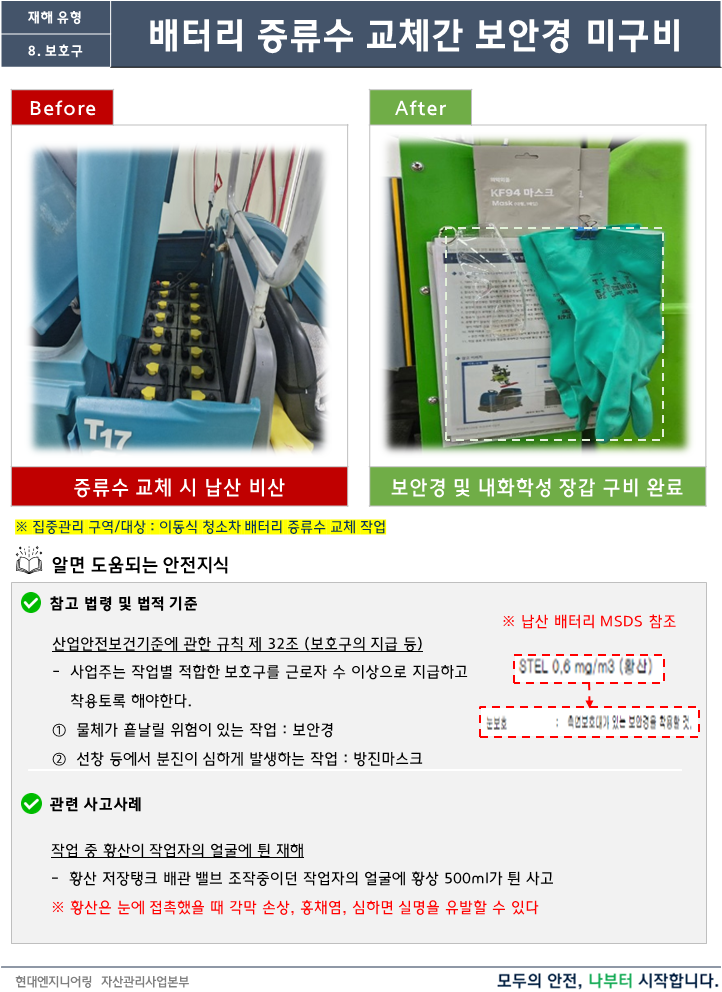 재해 유형
8. 보호구
배터리 증류수 교체간 보안경 미구비
Before
After
T17
KF94 마스크
Mask
증류수 교체 시 납산 비산
보안경 및 내화학성 장갑 구비 완료
※ 집중관리 구역/대상 : 이동식 청소차 배터리 증류수 교체 작업
알면 도움되는 안전지식
참고 법령 및 법적 기준
※ 납산 배터리 MSDS 참조
산업안전보건기준에 관한 규칙 제 32조 (보호구의 지급 등)
STEL 0.6 mg/m3 (황산)
- 사업주는 작업별 적합한 보호구를 근로자 수 이상으로 지급하고
착용토록 해야한다.
눈보호 : 측면보호대가 있는 보안경을 착용할 것.
① 물체가 흩날릴 위험이 있는 작업 : 보안경
② 선창 등에서 분진이 심하게 발생하는 작업 : 방진마스크
관련 사고사례
작업 중 황산이 작업자의 얼굴에 튄 재해
- 황산 저장탱크 배관 밸브 조작중이던 작업자의 얼굴에 황상 500ml가 튄 사고
※ 황산은 눈에 접촉했을 때 각막 손상, 홍채염, 심하면 실명을 유발할 수 있다
현대엔지니어링 자산관리사업본부
모두의 안전, 나부터 시작합니다.